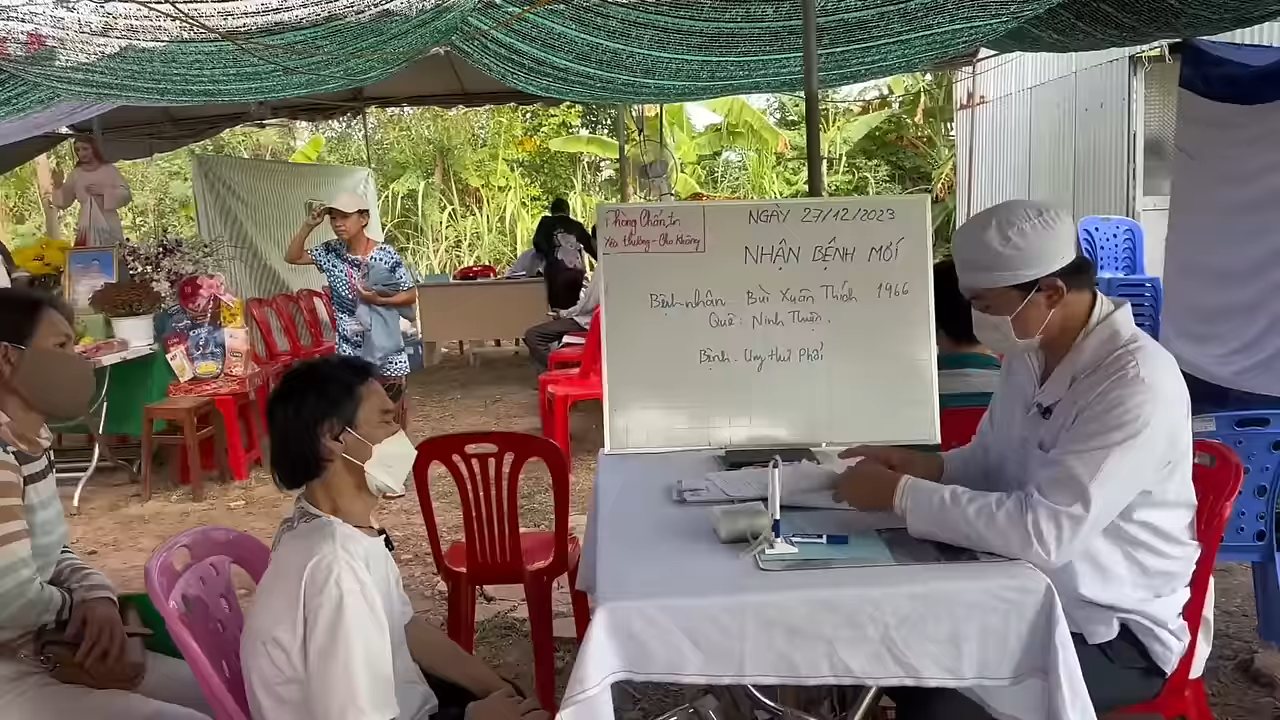 Phòng Chẩn trị
Yêu thương - Cho Không
NGÀY 27/12/2023
NHẬN BỆNH MỚI
Bệnh nhân - Bùi Xuân Thích 1966
Quê: Ninh Thuận.
Bệnh. Ung thư Phổi